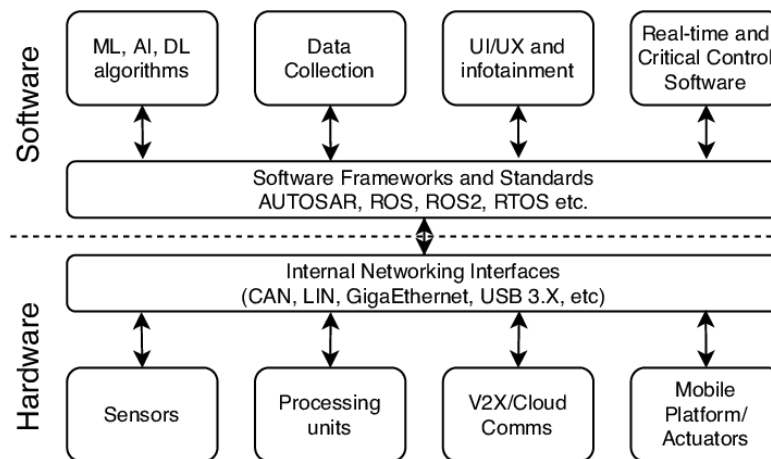 Software
ML, AI, DL
algorithms
Data
Collection
UI/UX and
infotainment
Real-time and
Critical Control
Software
Software Frameworks and Standards
AUTOSAR, ROS, ROS2, RTOS etc.
Hardware
Internal Networking Interfaces
(CAN, LIN, GigaEthernet, USB 3.X, etc)
Sensors
Processing
units
V2X/Cloud
Comms
Mobile
Platform/
Actuators